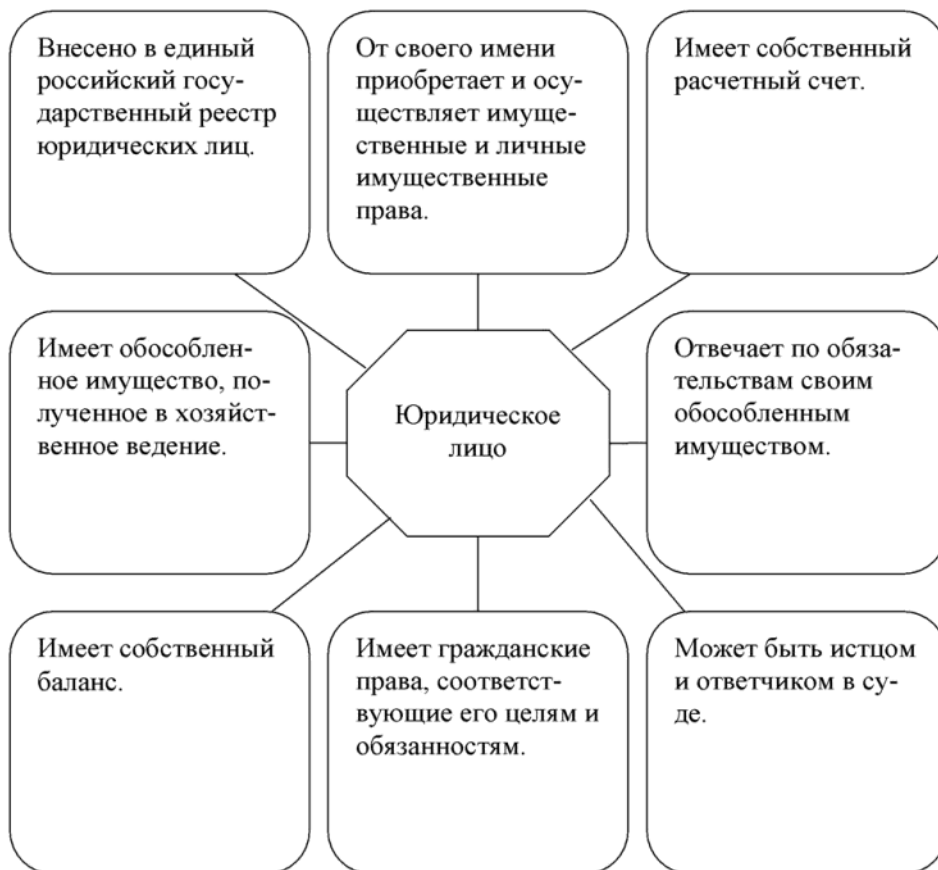 Внесено в единый
российский госу-
дарственный реестр
юридических лиц.
От своего имени
приобретает и осу-
ществляет имуще-
ственные и личные
имущественные
права.
Имеет собственный
расчетный счет.
Имеет обособлен-
ное имущество, по-
лученное в хозяйст-
венное ведение.
Юридическое
лицо
Отвечает по обяза-
тельствам своим
обособленным
имуществом.
Имеет собственный
баланс.
Имеет гражданские
права, соответст-
вующие его целям и
обязанностям.
Может быть истцом
и ответчиком в су-
де.